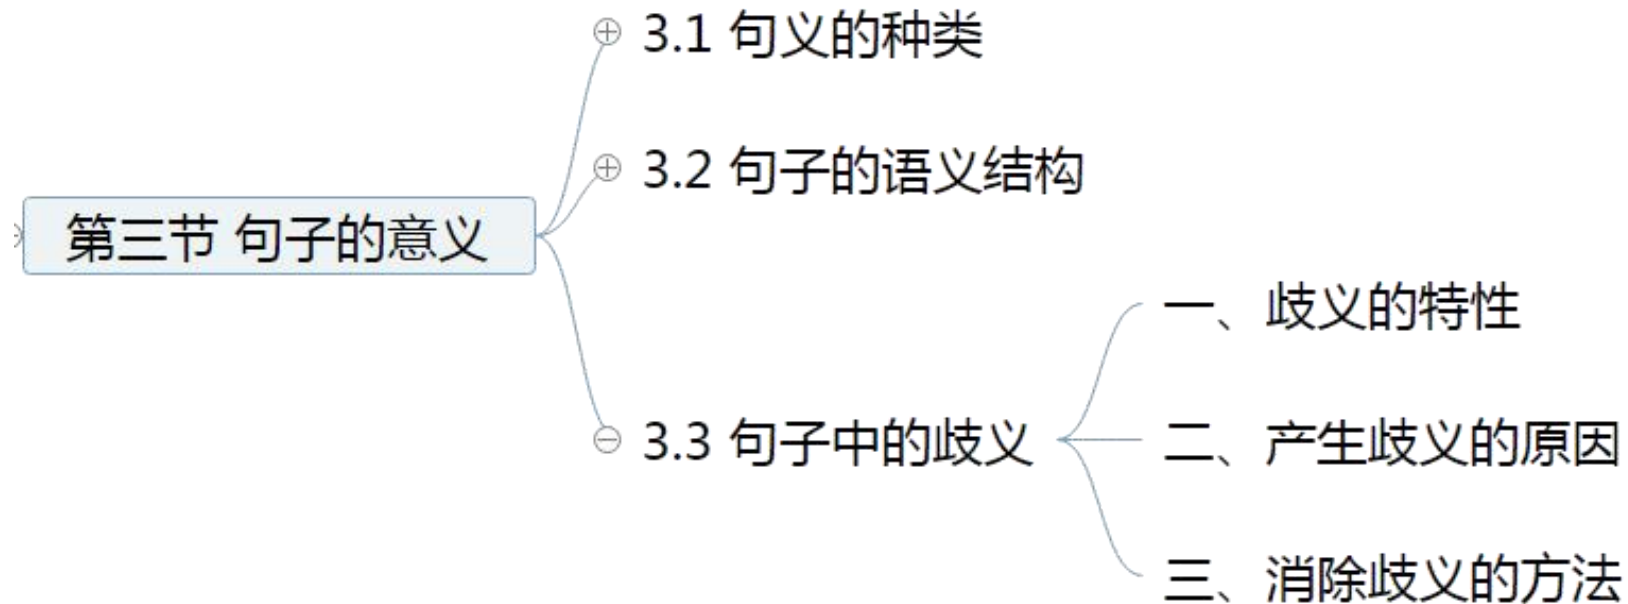 第三节 句子的意义
3.1 句义的种类
3.2 句子的语义结构
3.3 句子中的歧义
一、歧义的特性
二、产生歧义的原因
三、消除歧义的方法